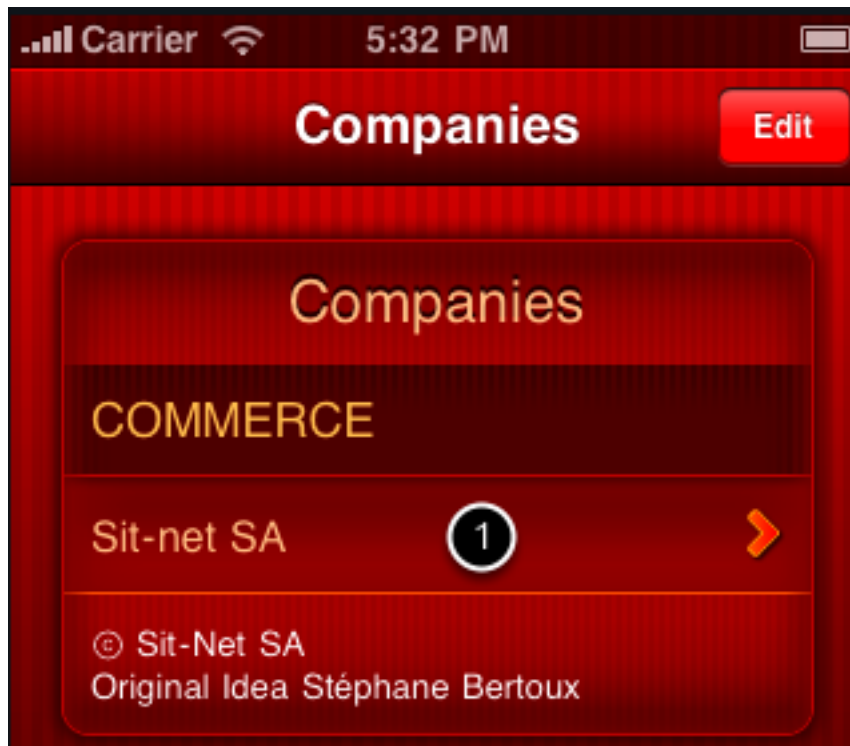 Carrier 5:32 PM
Companies Edit
Companies
COMMERCE
Sit-net SA 1
© Sit-Net SA
Original Idea Stéphane Bertoux